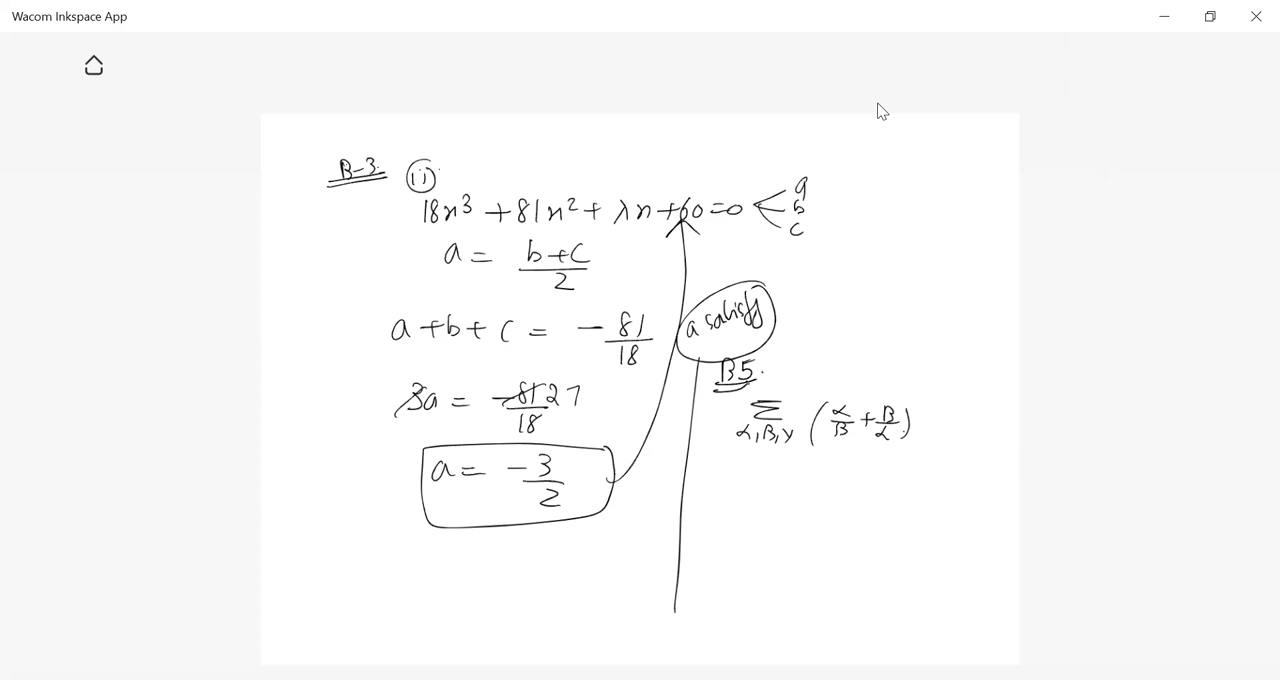 Wacom Inkspace App
B-3. (ii)
18x³ + 81x² + λx + 60 = 0 < a b c
a = (b+c)/2
a + b + c = -81/18
3a = -81/18 27
a = -3/2
a satisfy
B5.
Σ α,β,γ (α/β + β/α)